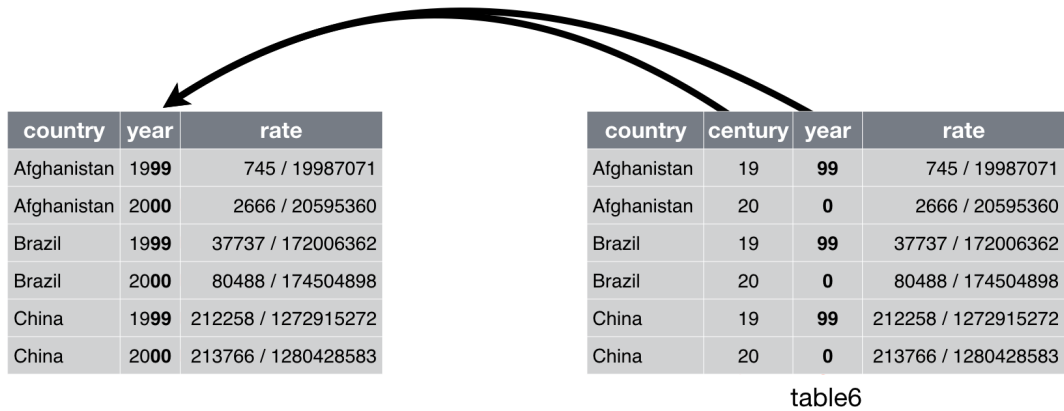 country year rate
Afghanistan 1999 745 / 19987071
Afghanistan 2000 2666 / 20595360
Brazil 1999 37737 / 172006362
Brazil 2000 80488 / 174504898
China 1999 212258 / 1272915272
China 2000 213766 / 1280428583
country century year rate
Afghanistan 19 99 745 / 19987071
Afghanistan 20 0 2666 / 20595360
Brazil 19 99 37737 / 172006362
Brazil 20 0 80488 / 174504898
China 19 99 212258 / 1272915272
China 20 0 213766 / 1280428583
table6